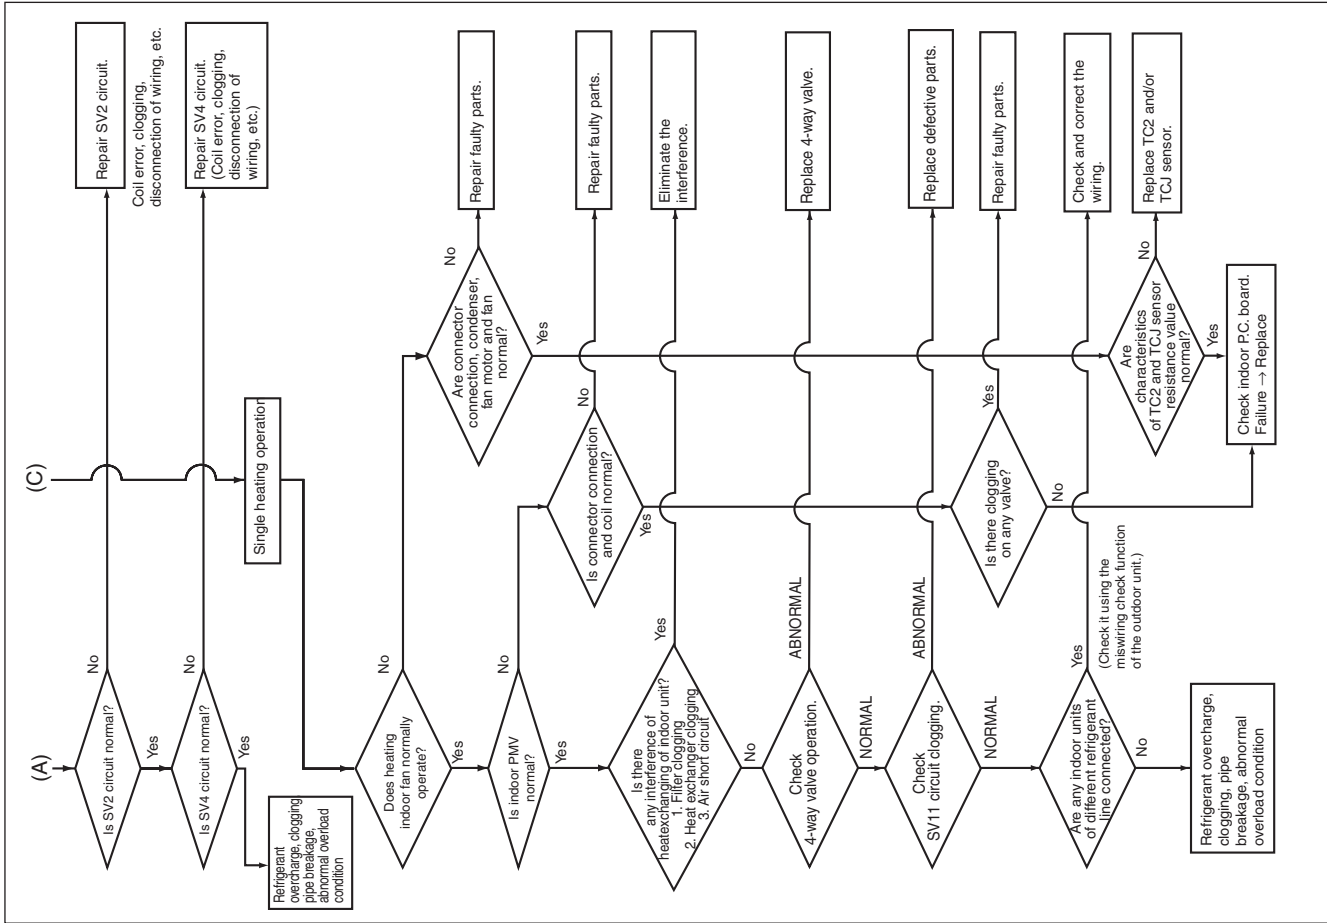 (A)
Is SV2 circuit normal?
No
Repair SV2 circuit.
Coil error, clogging,
disconnection of wiring, etc.
Yes
Is SV4 circuit normal?
No
Repair SV4 circuit.
(Coil error, clogging,
disconnection of
wiring, etc.)
Yes
Refrigerant
overcharge, clogging,
pipe breakage,
abnormal overload
condition
(C)
Single heating operation
Does heating
indoor fan normally
operate?
No
Are connector
connection, condenser,
fan motor and fan
normal?
No
Repair faulty parts.
Yes
Yes
Is indoor PMV
normal?
No
Is connector connection
and coil normal?
No
Repair faulty parts.
Yes
Yes
Is there
any interference of
heatexchanging of indoor unit?
1. Filter clogging
2. Heat exchanger clogging
3. Air short circuit
Yes
Eliminate the
interference.
No
Check
4-way valve operation.
ABNORMAL
Replace 4-way valve.
NORMAL
Check
SV11 circuit clogging.
ABNORMAL
Replace defective parts.
NORMAL
Is there clogging
on any valve?
Yes
Repair faulty parts.
No
Are any indoor units
of different refrigerant
line connected?
Yes
(Check it using the
miswiring check function
of the outdoor unit.)
Check and correct the
wiring.
No
Refrigerant overcharge,
clogging, pipe
breakage, abnormal
overload condition
Are
characteristics
of TC2 and TCJ sensor
resistance value
normal?
No
Replace TC2 and/or
TCJ sensor.
Yes
Check indoor P.C. board.
Failure → Replace